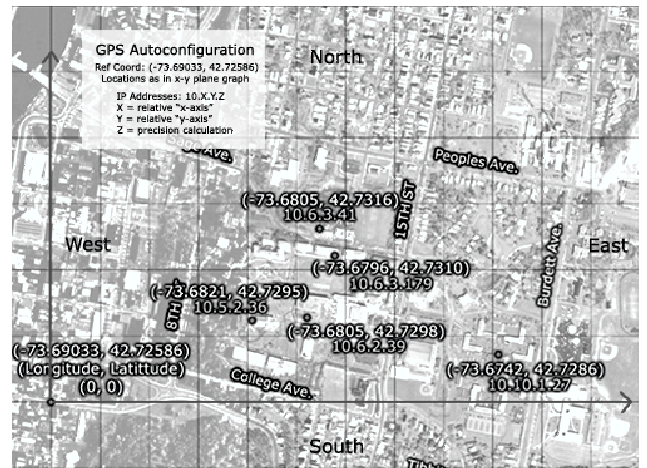 GPS Autoconfiguration
Ref Coord: (-73.69033, 42.72586)
Locations as in x-y plane graph
IP Addresses: 10.X.Y.Z
X = relative "x-axis"
Y = relative "y-axis"
Z = precision calculation
North
Ave.
Peoples Ave.
(-73.6805, 42.7316)
10.6.3.41
15TH ST
West
East
Burdett Ave.
(-73.6796, 42.7310)
10.6.3.179
8TH
(-73.6821, 42.7295)
10.5.2.36
(-73.6805, 42.7298)
10.6.2.39
(-73.69033, 42.72586)
(Longitude, Latittude)
(0, 0)
(-73.6742, 42.7286)
10.10.1.27
College Ave.
South